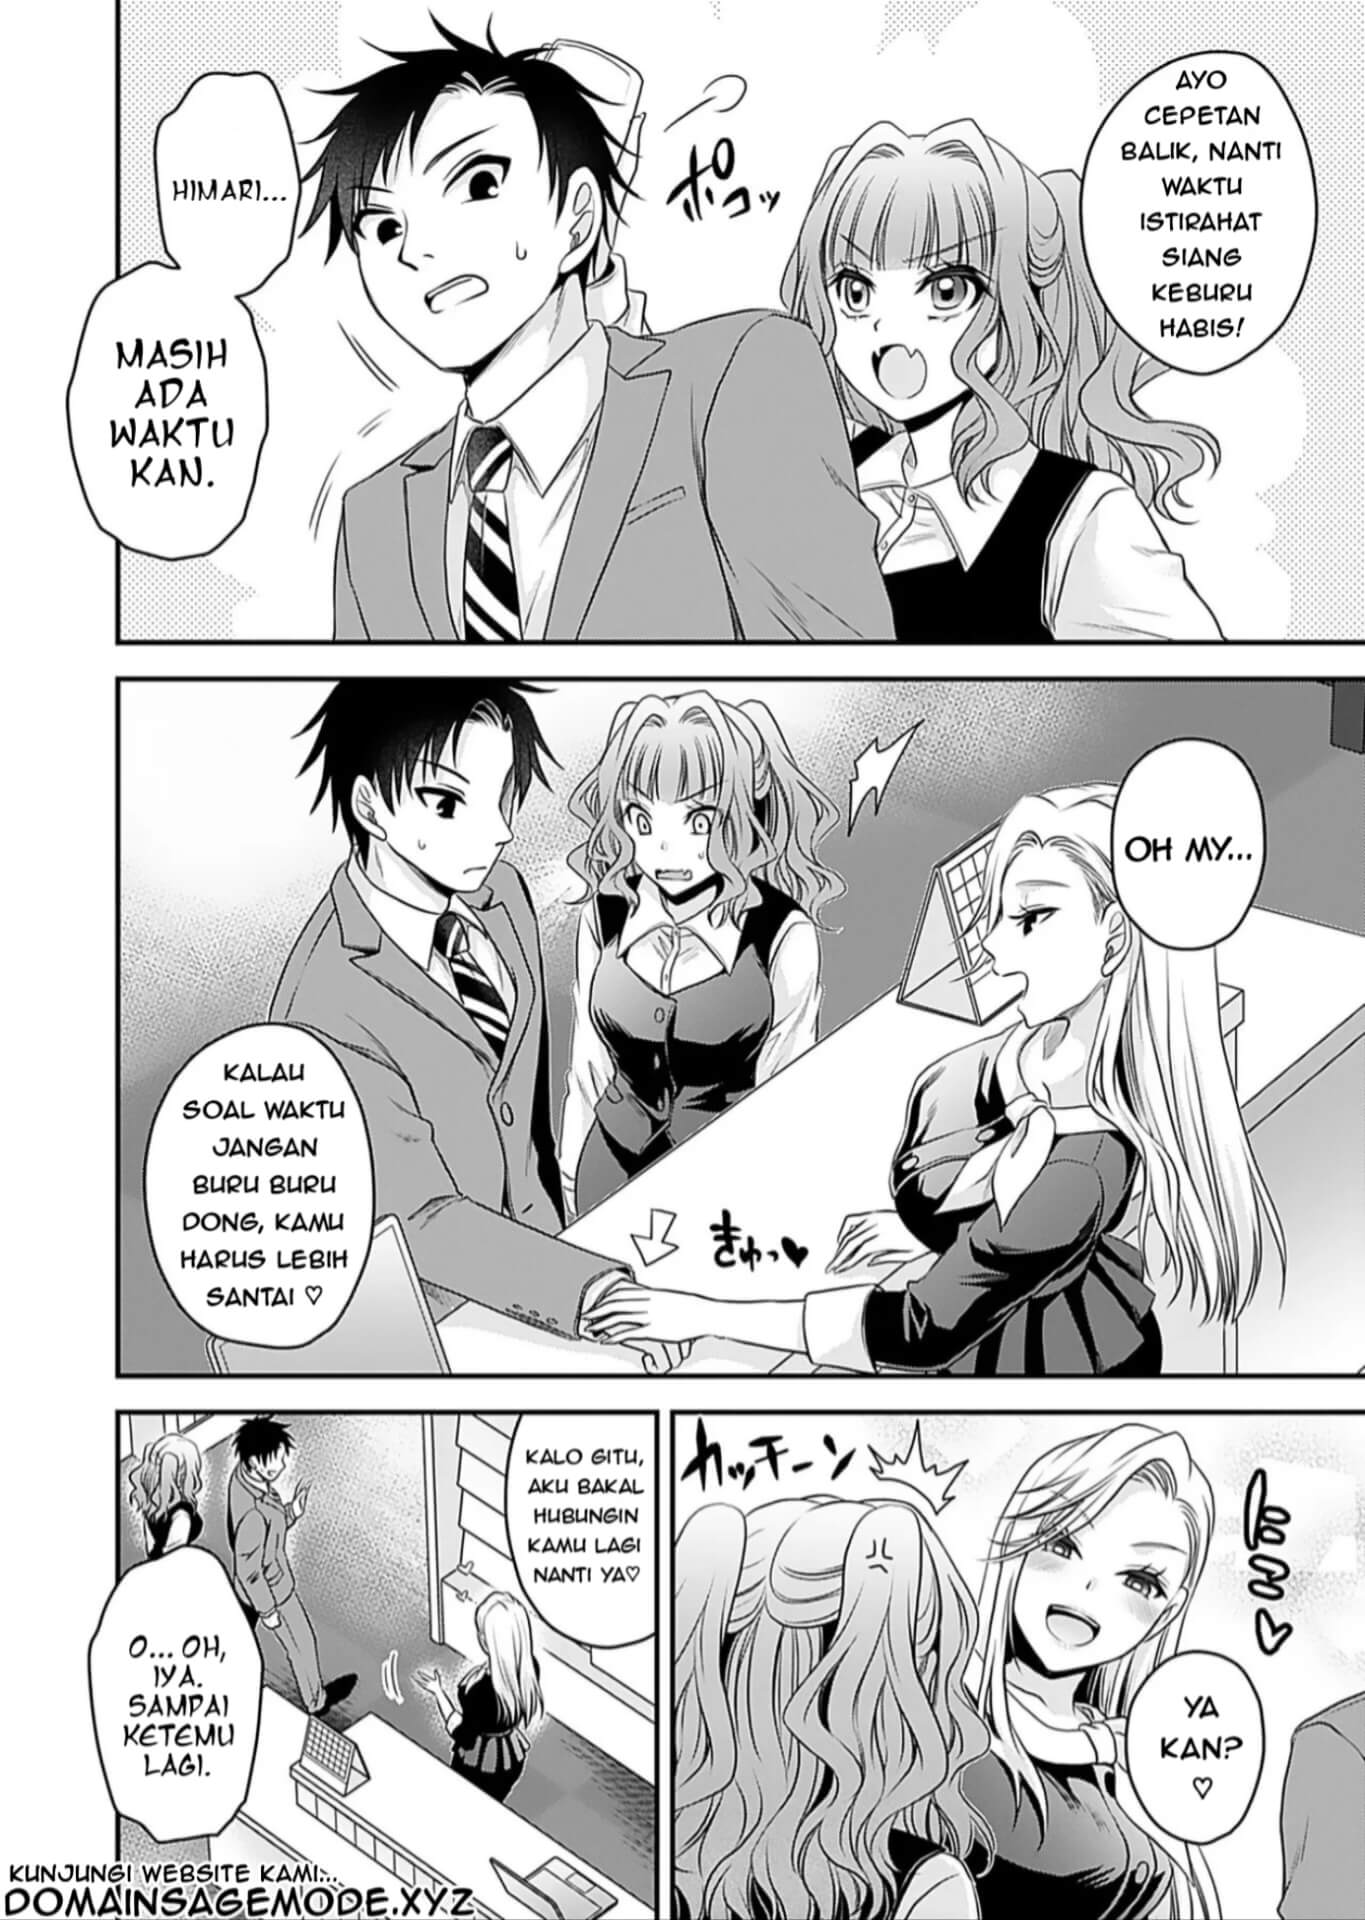 AYO
CEPETAN
BALIK, NANTI
WAKTU
ISTIRAHAT
SIANG
KEBURU
HABIS!
ポコッ
HIMARI...
MASIH
ADA
WAKTU
KAN.
OH MY...
KALAU
SOAL WAKTU
JANGAN
BURU BURU
DONG, KAMU
HARUS LEBIH
SANTAI ♡
きゅっ♥
YA
KAN?
♡
ニコ♥
カッチーン
KALO GITU,
AKU BAKAL
HUBUNGIN
KAMU LAGI
NANTI YA♡
O... OH,
IYA.
SAMPAI
KETEMU
LAGI.
KUNJUNGI WEBSITE KAMI...
DOMAINSAGEMODE.XYZ